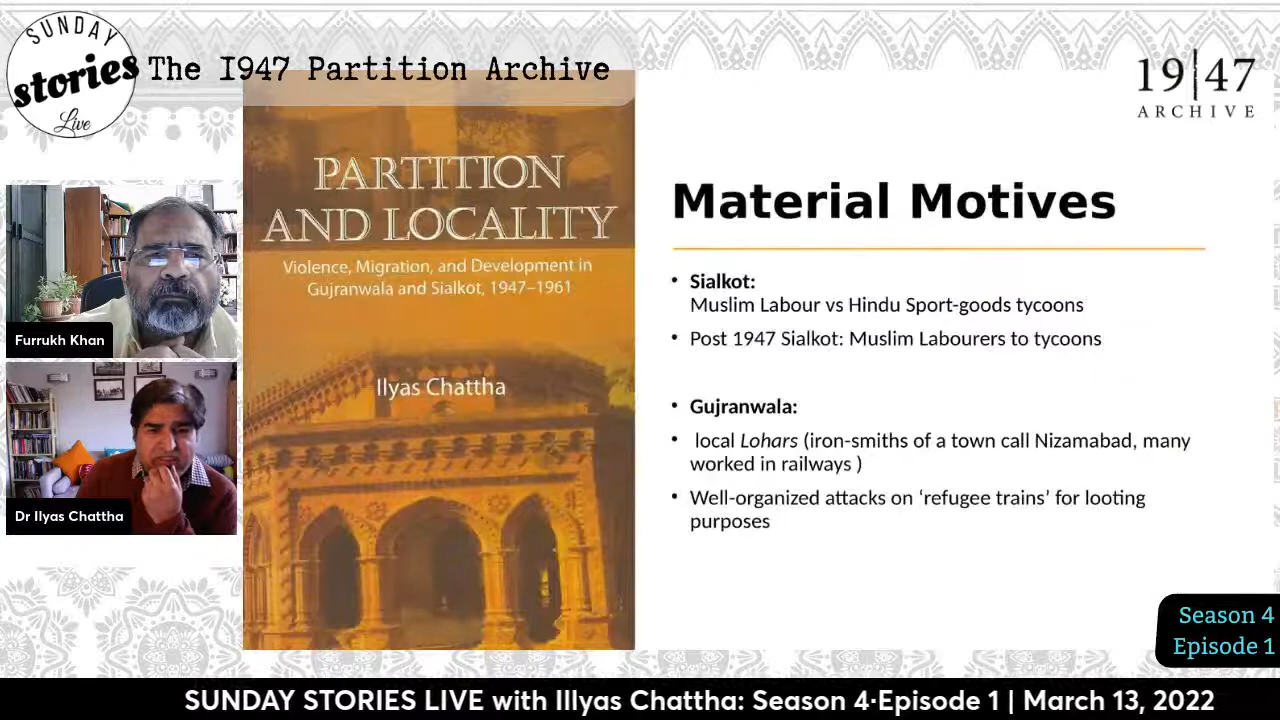 SUNDAY
stories
Live
The 1947 Partition Archive
19|47
ARCHIVE
PARTITION
AND LOCALITY
Violence, Migration, and Development in
Gujranwala and Sialkot, 1947–1961
Ilyas Chattha
Material Motives
• Sialkot:
Muslim Labour vs Hindu Sport-goods tycoons
• Post 1947 Sialkot: Muslim Labourers to tycoons
• Gujranwala:
• local Lohars (iron-smiths of a town call Nizamabad, many
worked in railways )
• Well-organized attacks on ‘refugee trains’ for looting
purposes
Furrukh Khan
Dr Ilyas Chattha
Season 4
Episode 1
SUNDAY STORIES LIVE with Illyas Chattha: Season 4·Episode 1 | March 13, 2022